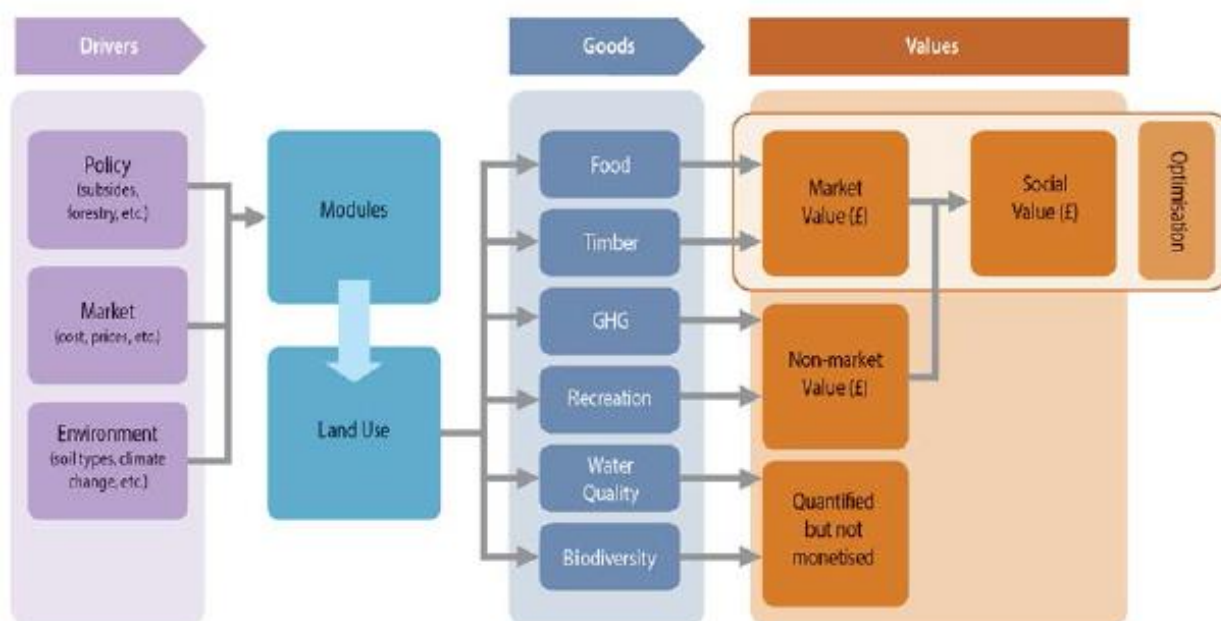 Drivers
Goods
Values
Policy
(subsides,
forestry, etc.)
Market
(cost, prices, etc.)
Environment
(soil types, climate
change, etc.)
Modules
Land Use
Food
Timber
GHG
Recreation
Water
Quality
Biodiversity
Market
Value (£)
Non-market
Value (£)
Quantified
but not
monetised
Social
Value (£)
Optimisation